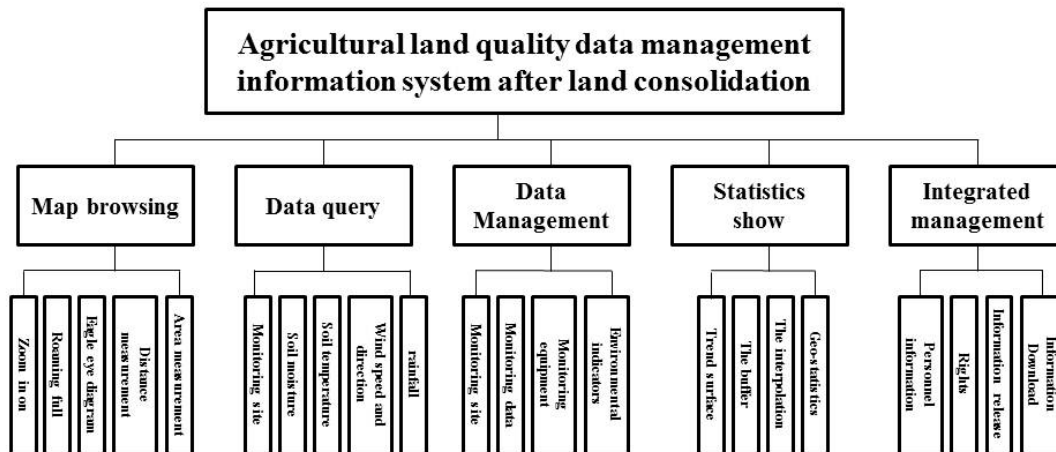 Agricultural land quality data management
information system after land consolidation
Map browsing
Data query
Data
Management
Statistics
show
Integrated
management
Zoom in on
Roaming full
Eagle eye diagram
Distance
measurement
Area measurement
Monitoring site
Soil moisture
Soil temperature
Wind speed and
direction
rainfall
Monitoring site
Monitoring data
Monitoring
equipment
Environmental
indicators
Trend surface
The buffer
The interpolation
Geo-statistics
Personnel
information
Rights
Information release
Information
Download